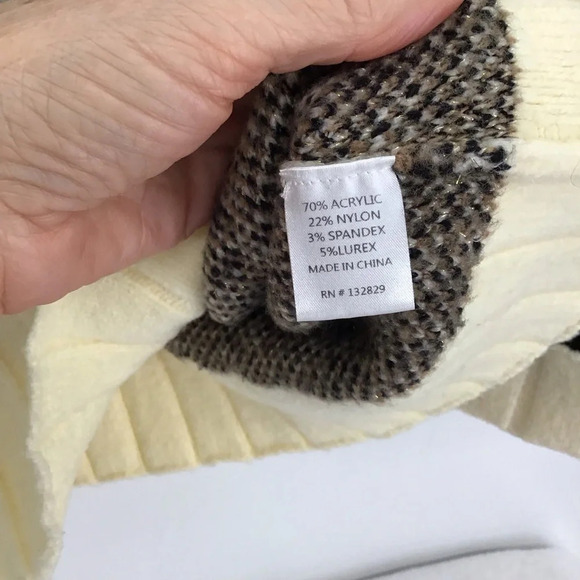 70% ACRYLIC
22% NYLON
3% SPANDEX
5%LUREX
MADE IN CHINA
RN # 132829